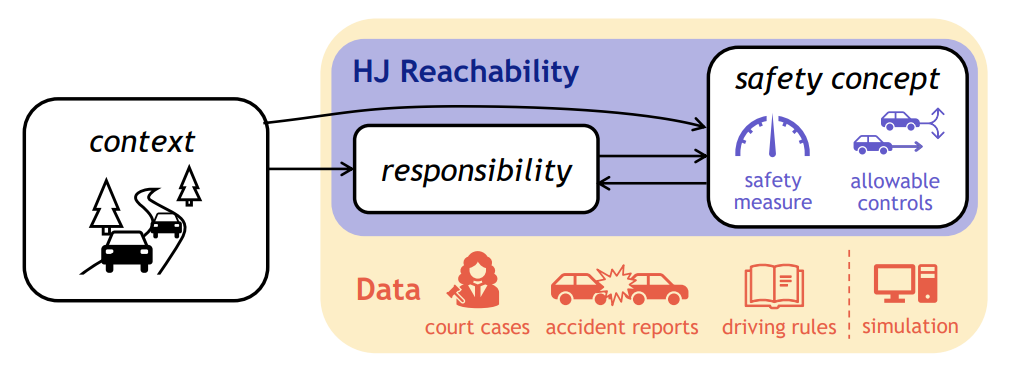 HJ Reachability
safety concept
context
responsibility
safety
measure
allowable
controls
Data
court cases
accident reports
driving rules
simulation